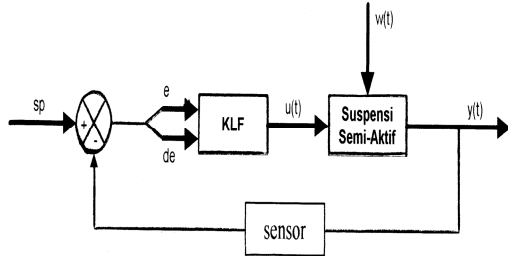 w(t)
sp
+
-
e
de
KLF
u(t)
Suspensi
Semi-Aktif
y(t)
sensor